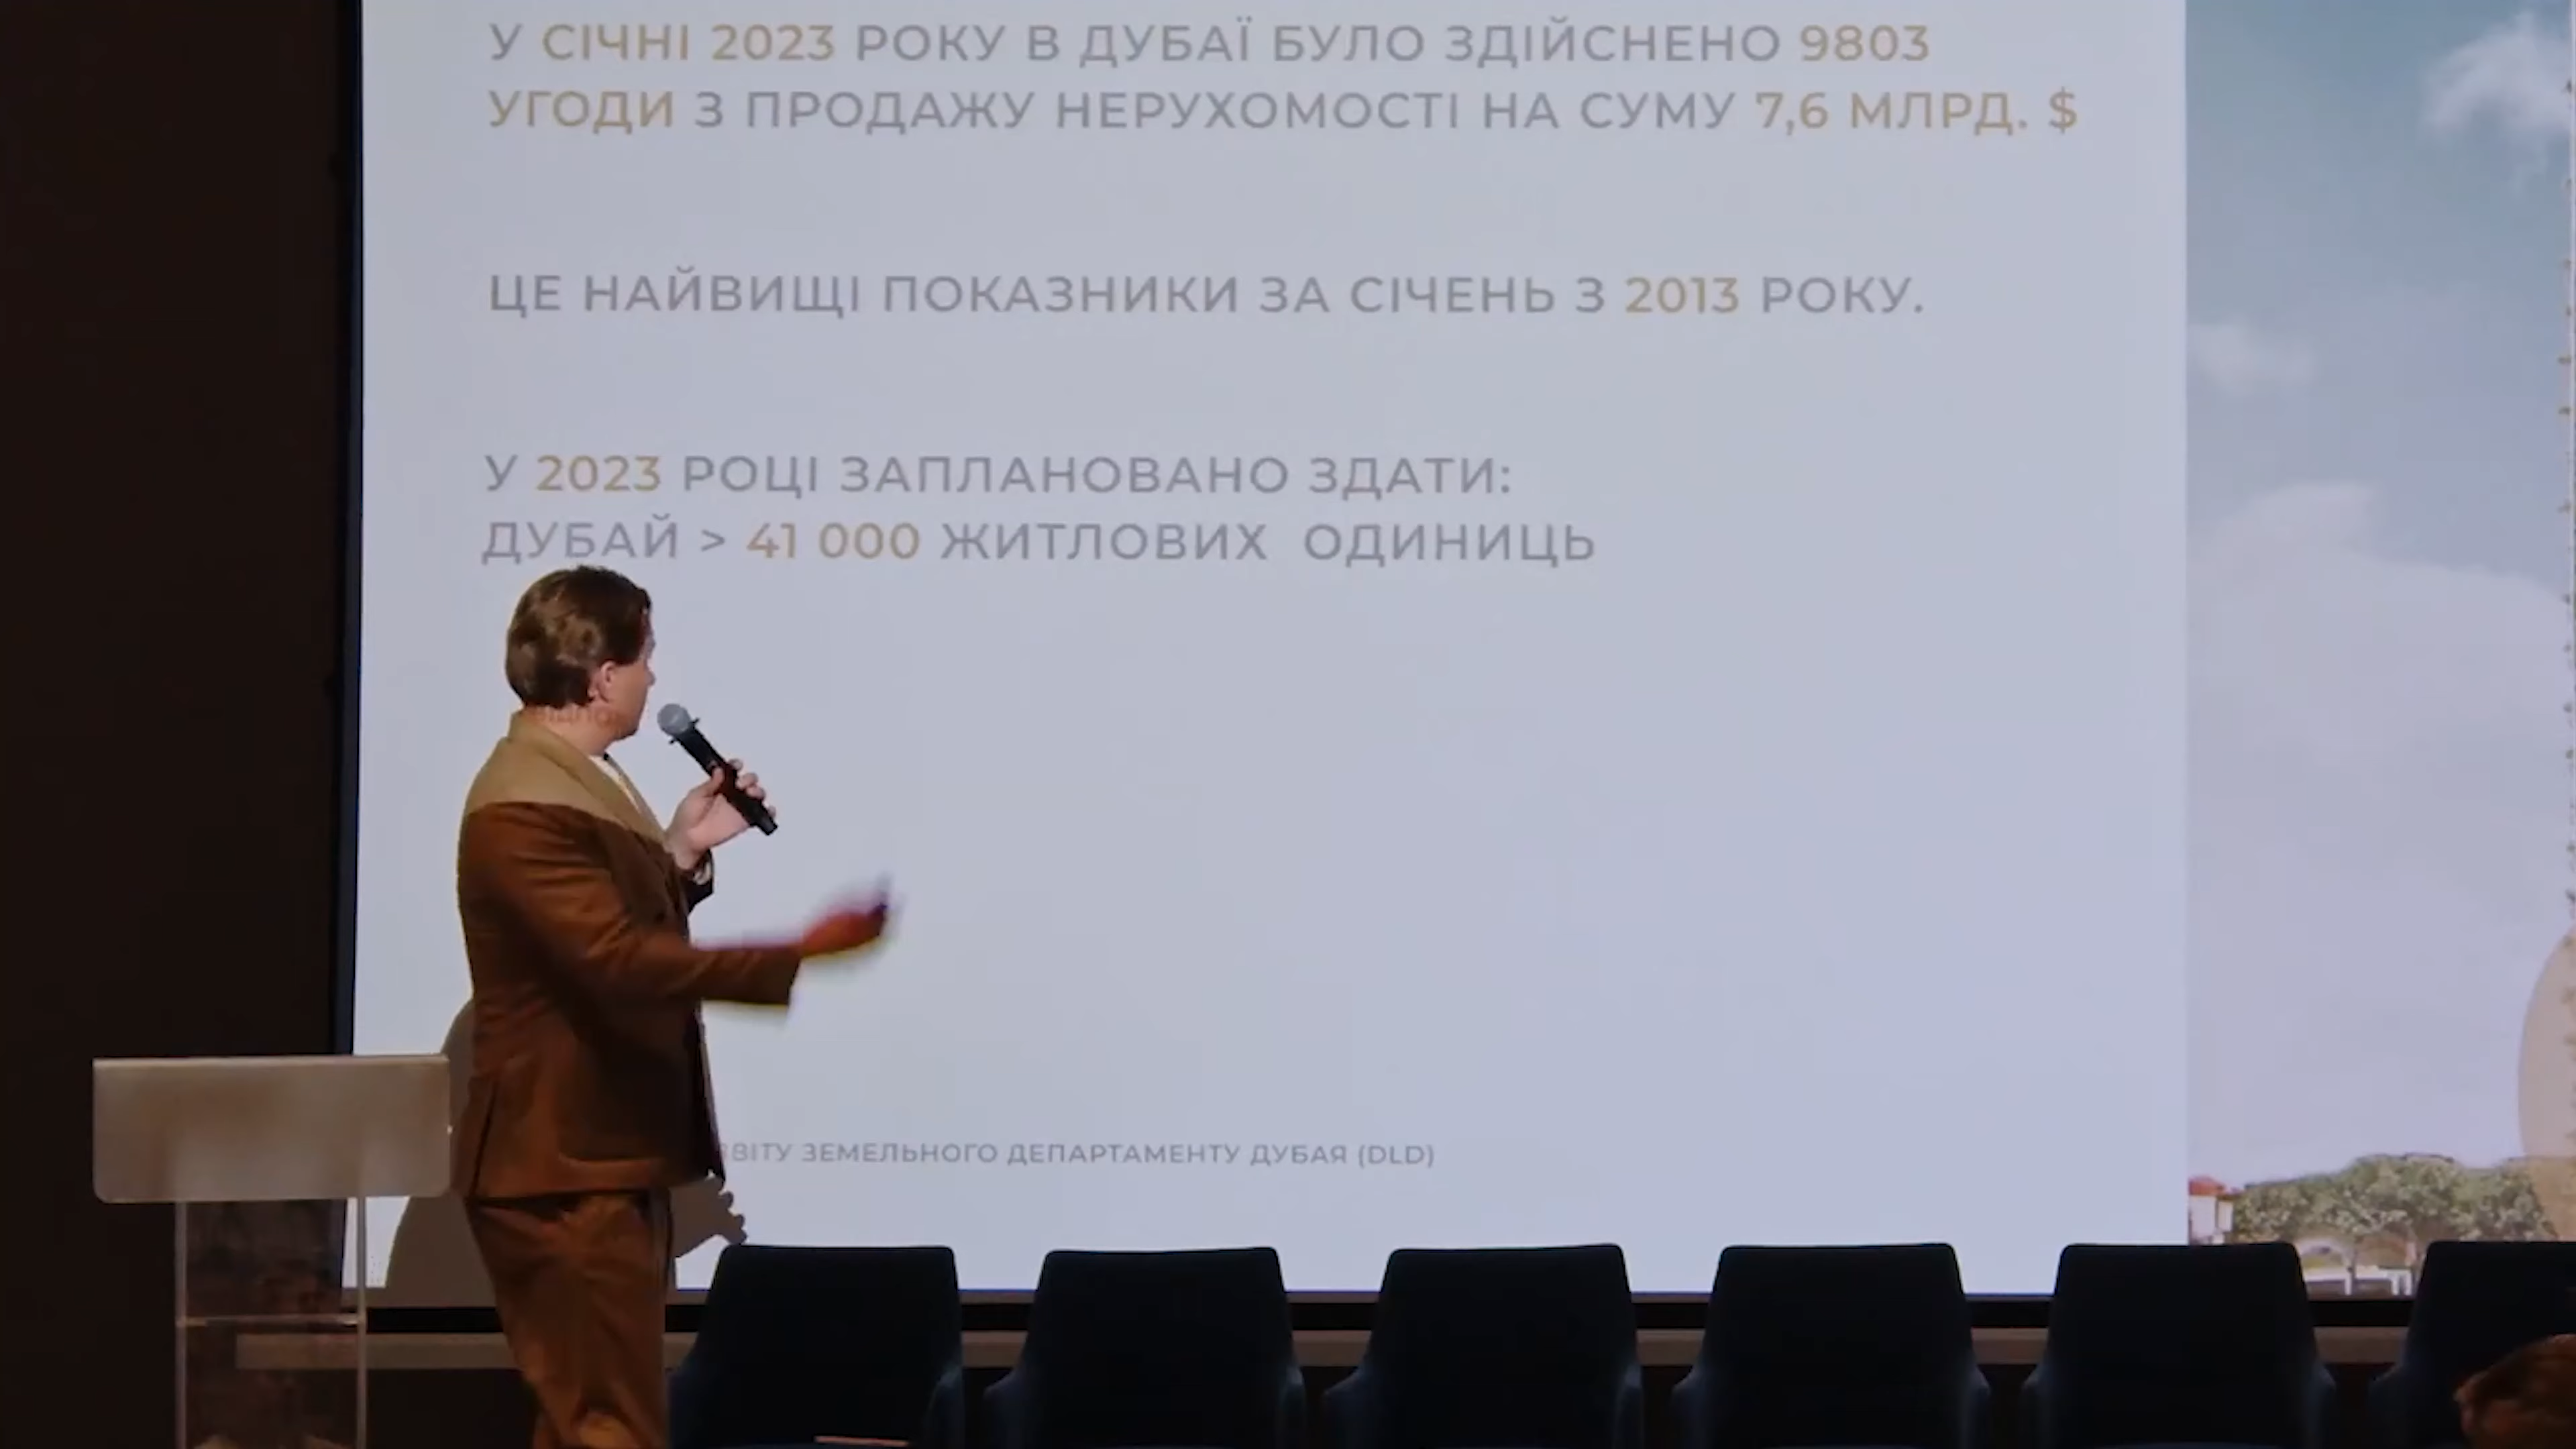 У СІЧНІ 2023 РОКУ В ДУБАЇ БУЛО ЗДІЙСНЕНО 9803
УГОДИ З ПРОДАЖУ НЕРУХОМОСТІ НА СУМУ 7,6 МЛРД. $
ЦЕ НАЙВИЩІ ПОКАЗНИКИ ЗА СІЧЕНЬ З 2013 РОКУ.
У 2023 РОЦІ ЗАПЛАНОВАНО ЗДАТИ:
ДУБАЙ > 41 000 ЖИТЛОВИХ ОДИНИЦЬ
ЗЕМЕЛЬНОГО ДЕПАРТАМЕНТУ ДУБАЯ (DLD)